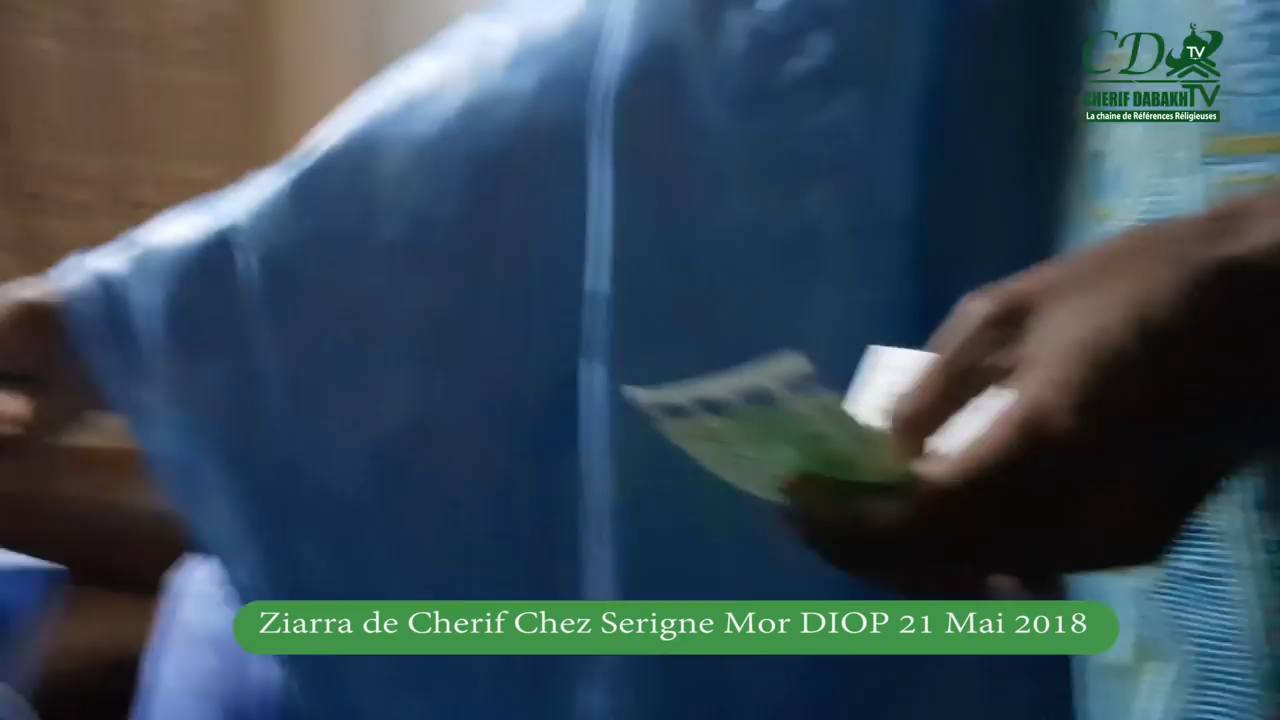 CD
TV
CHERIF DABAKH TV
La chaine de Références Réligieuses
Ziarra de Cherif Chez Serigne Mor DIOP 21 Mai 2018